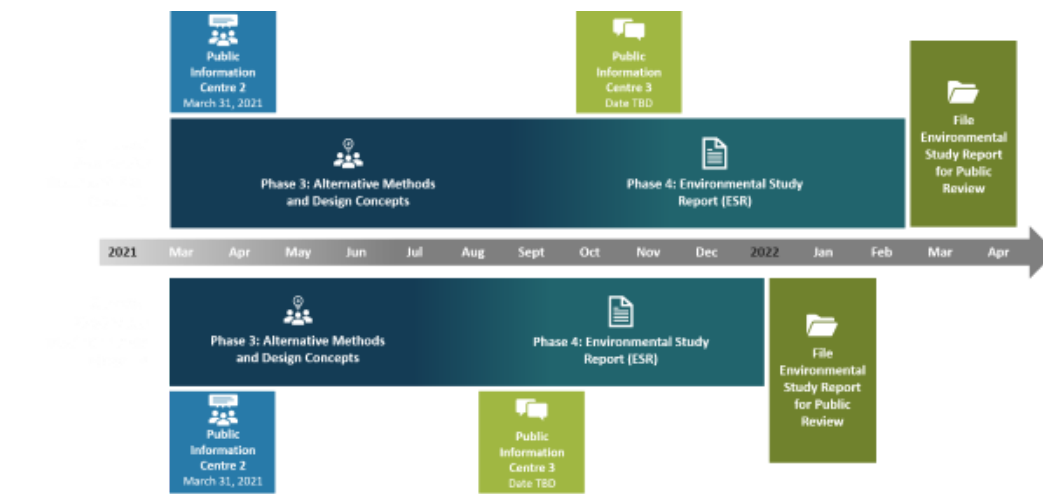 Public
Information
Centre 2
March 31, 2021
Public
Information
Centre 3
Date TBD
File
Environmental
Study Report
for Public
Review
Phase 3: Alternative Methods
and Design Concepts
Phase 4: Environmental Study
Report (ESR)
2021 Mar Apr May Jun Jul Aug Sept Oct Nov Dec 2022 Jan Feb Mar Apr
Phase 3: Alternative Methods
and Design Concepts
Phase 4: Environmental Study
Report (ESR)
File
Environmental
Study Report
for Public
Review
Public
Information
Centre 2
March 31, 2021
Public
Information
Centre 3
Date TBD